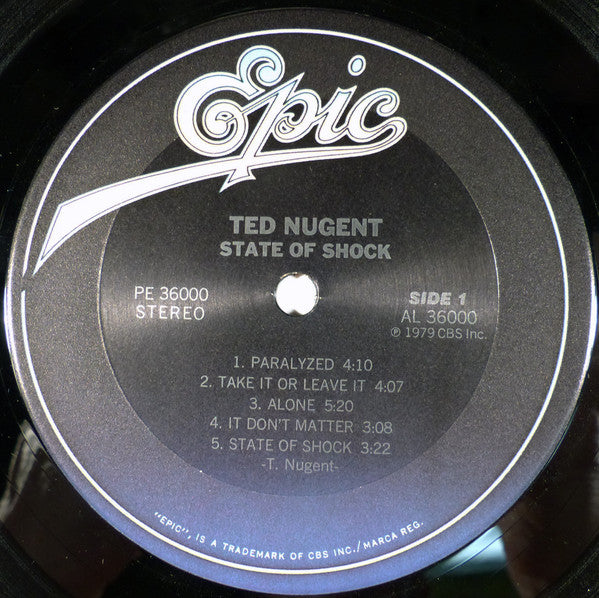 Epic
TED NUGENT
STATE OF SHOCK
PE 36000
STEREO
SIDE 1
AL 36000
℗ 1979 CBS Inc.
1. PARALYZED 4:10
2. TAKE IT OR LEAVE IT 4:07
3. ALONE 5:20
4. IT DON'T MATTER 3:08
5. STATE OF SHOCK 3:22
-T. Nugent-
"EPIC", IS A TRADEMARK OF CBS INC./MARCA REG.